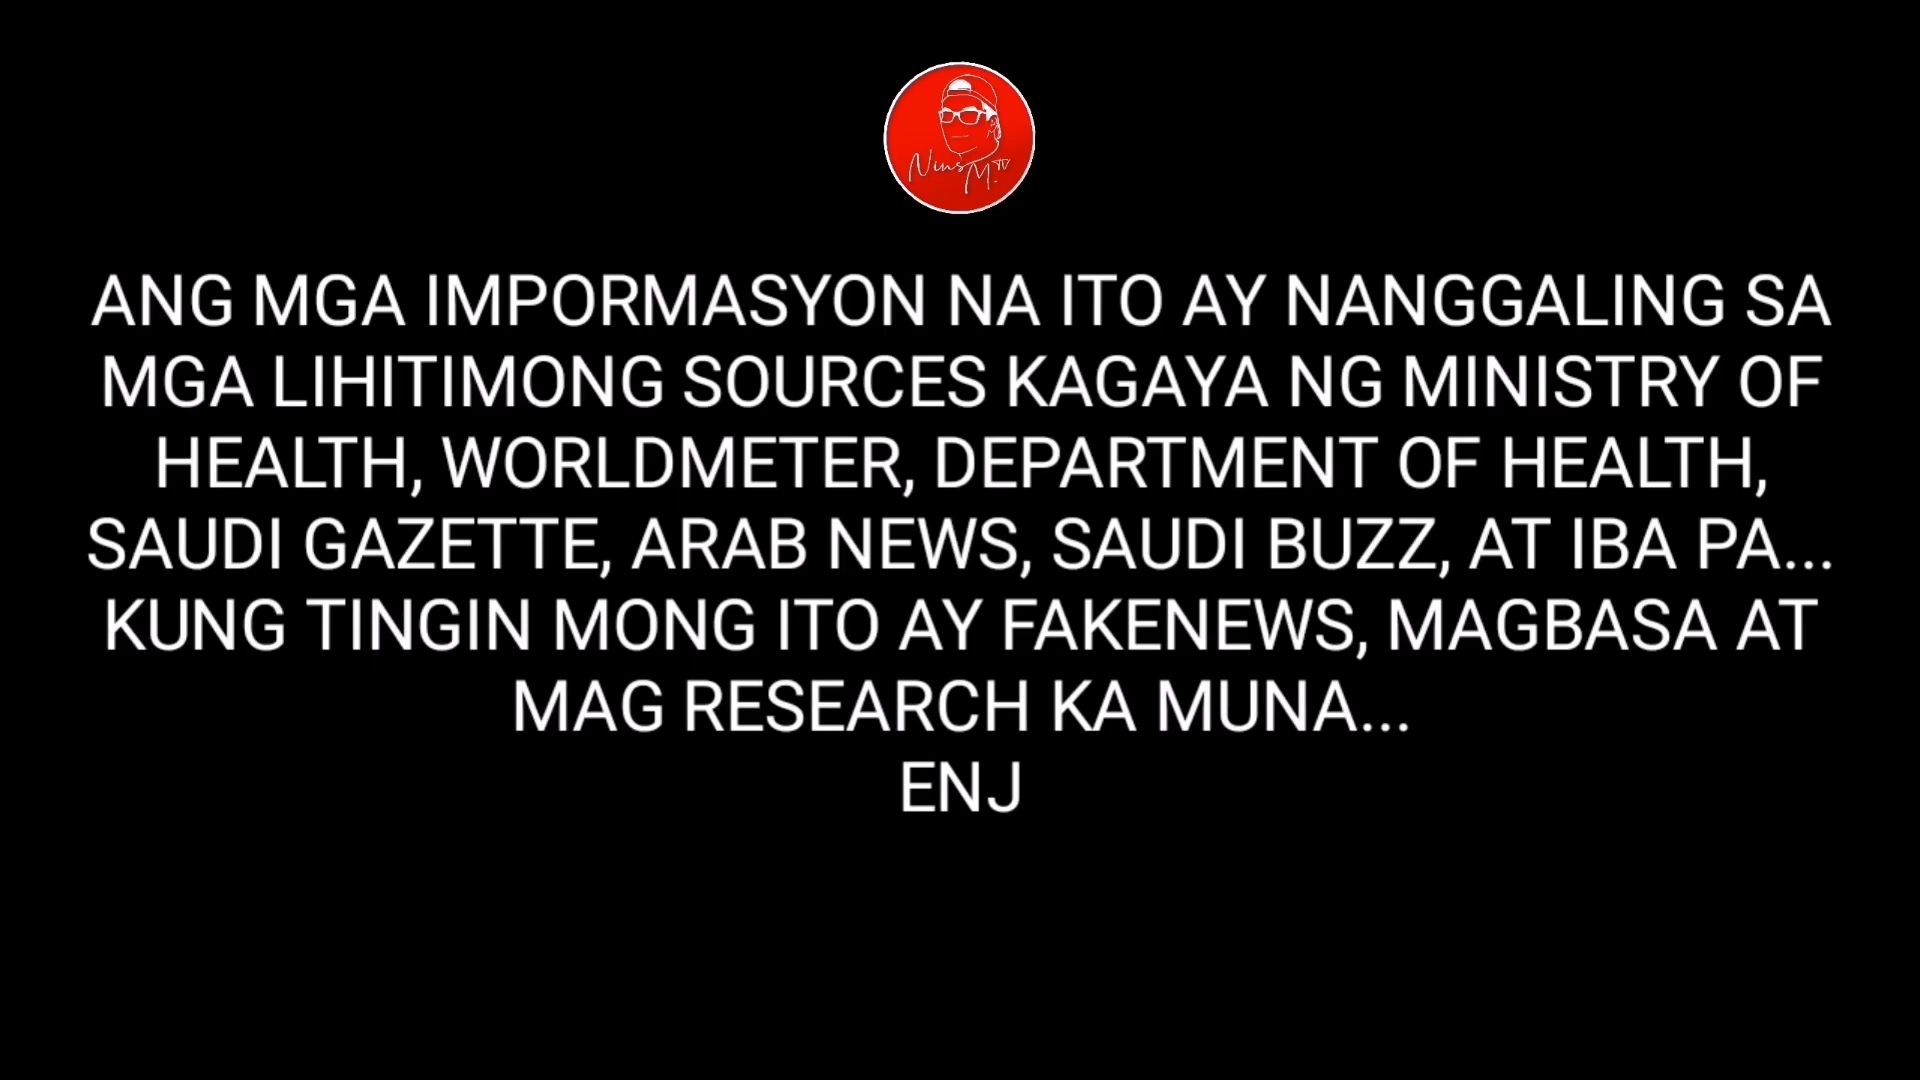 Nins
M. TV
ANG MGA IMPORMASYON NA ITO AY NANGGALING SA
MGA LIHITIMONG SOURCES KAGAYA NG MINISTRY OF
HEALTH, WORLDMETER, DEPARTMENT OF HEALTH,
SAUDI GAZETTE, ARAB NEWS, SAUDI BUZZ, AT IBA PA...
KUNG TINGIN MONG ITO AY FAKENEWS, MAGBASA AT
MAG RESEARCH KA MUNA...
ENJ